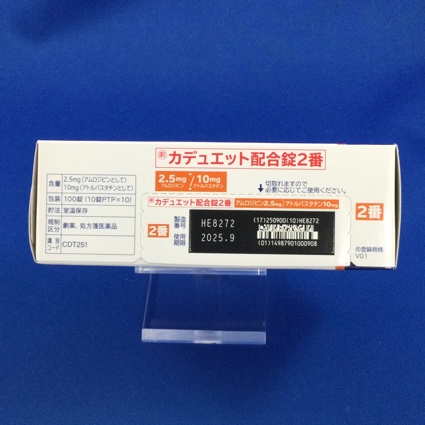 劇 カデュエット配合錠2番
含量 2.5mg(アムロジピンとして)
10mg(アトルバスタチンとして)
包装 100錠(10錠PTP×10)
貯法 室温保存
規制区分 劇薬、処方箋医薬品
識別コード CDT251
2.5mg / 10mg
アムロジピン アトルバスタチン
切取れますので
必要に応じてご使用ください。
劇 カデュエット配合錠2番 アムロジピン2.5mg/アトルバスタチン10mg
2番
製造番号 HE8272
使用期限 2025.9
(17)250900(10)HE8272
(01)14987901000908
2番
®登録商標
V01